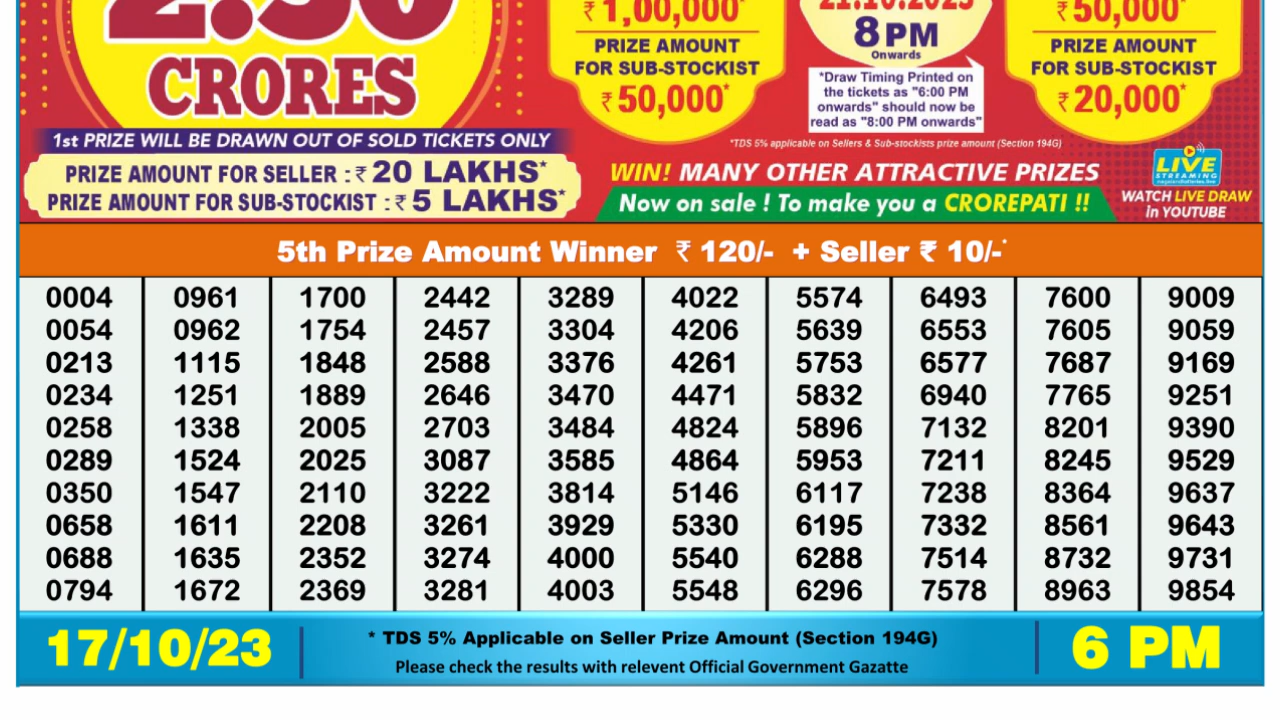 2.50
CRORES
1st PRIZE WILL BE DRAWN OUT OF SOLD TICKETS ONLY
PRIZE AMOUNT FOR SELLER : ₹ 20 LAKHS*
PRIZE AMOUNT FOR SUB-STOCKIST : ₹ 5 LAKHS*
₹ 1,00,000*
PRIZE AMOUNT
FOR SUB-STOCKIST
₹ 50,000*
21.10.2023
8 PM
Onwards
*Draw Timing Printed on
the tickets as "6:00 PM
onwards" should now be
read as "8:00 PM onwards"
₹ 50,000*
PRIZE AMOUNT
FOR SUB-STOCKIST
₹ 20,000*
*TDS 5% applicable on Sellers & Sub-stockists prize amount (Section 194G)
WIN! MANY OTHER ATTRACTIVE PRIZES
Now on sale ! To make you a CROREPATI !!
LIVE
STREAMING
WATCH LIVE DRAW
in YOUTUBE
5th Prize Amount Winner ₹ 120/- + Seller ₹ 10/-*
0004 0961 1700 2442 3289 4022 5574 6493 7600 9009
0054 0962 1754 2457 3304 4206 5639 6553 7605 9059
0213 1115 1848 2588 3376 4261 5753 6577 7687 9169
0234 1251 1889 2646 3470 4471 5832 6940 7765 9251
0258 1338 2005 2703 3484 4824 5896 7132 8201 9390
0289 1524 2025 3087 3585 4864 5953 7211 8245 9529
0350 1547 2110 3222 3814 5146 6117 7238 8364 9637
0658 1611 2208 3261 3929 5330 6195 7332 8561 9643
0688 1635 2352 3274 4000 5540 6288 7514 8732 9731
0794 1672 2369 3281 4003 5548 6296 7578 8963 9854
17/10/23
* TDS 5% Applicable on Seller Prize Amount (Section 194G)
Please check the results with relevent Official Government Gazatte
6 PM